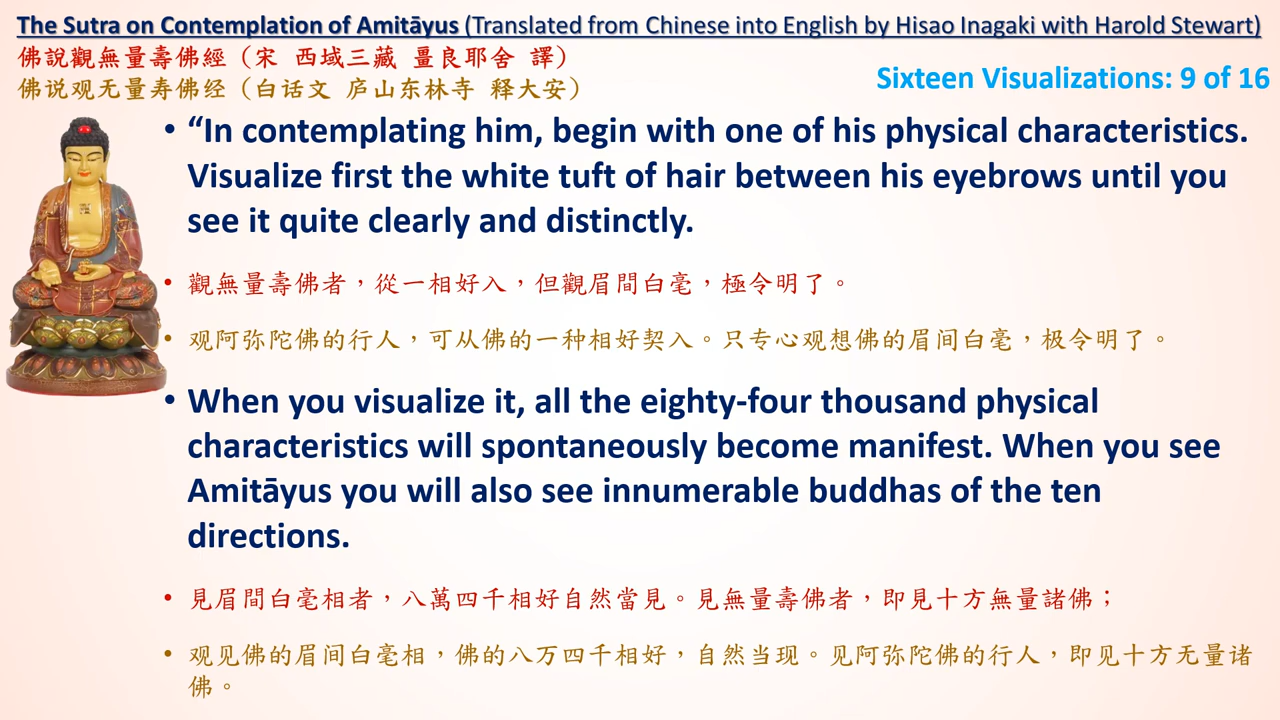 The Sutra on Contemplation of Amitāyus (Translated from Chinese into English by Hisao Inagaki with Harold Stewart)
佛說觀無量壽佛經（宋 西域三藏 畺良耶舍 譯）
佛说观无量寿佛经（白话文 庐山东林寺 释大安）
Sixteen Visualizations: 9 of 16
• “In contemplating him, begin with one of his physical characteristics.
Visualize first the white tuft of hair between his eyebrows until you
see it quite clearly and distinctly.
• 觀無量壽佛者，從一相好入，但觀眉間白毫，極令明了。
• 观阿弥陀佛的行人，可从佛的一种相好契入。只专心观想佛的眉间白毫，极令明了。
• When you visualize it, all the eighty-four thousand physical
characteristics will spontaneously become manifest. When you see
Amitāyus you will also see innumerable buddhas of the ten
directions.
• 見眉間白毫相者，八萬四千相好自然當見。見無量壽佛者，即見十方無量諸佛；
• 观见佛的眉间白毫相，佛的八万四千相好，自然当现。见阿弥陀佛的行人，即见十方无量诸
佛。